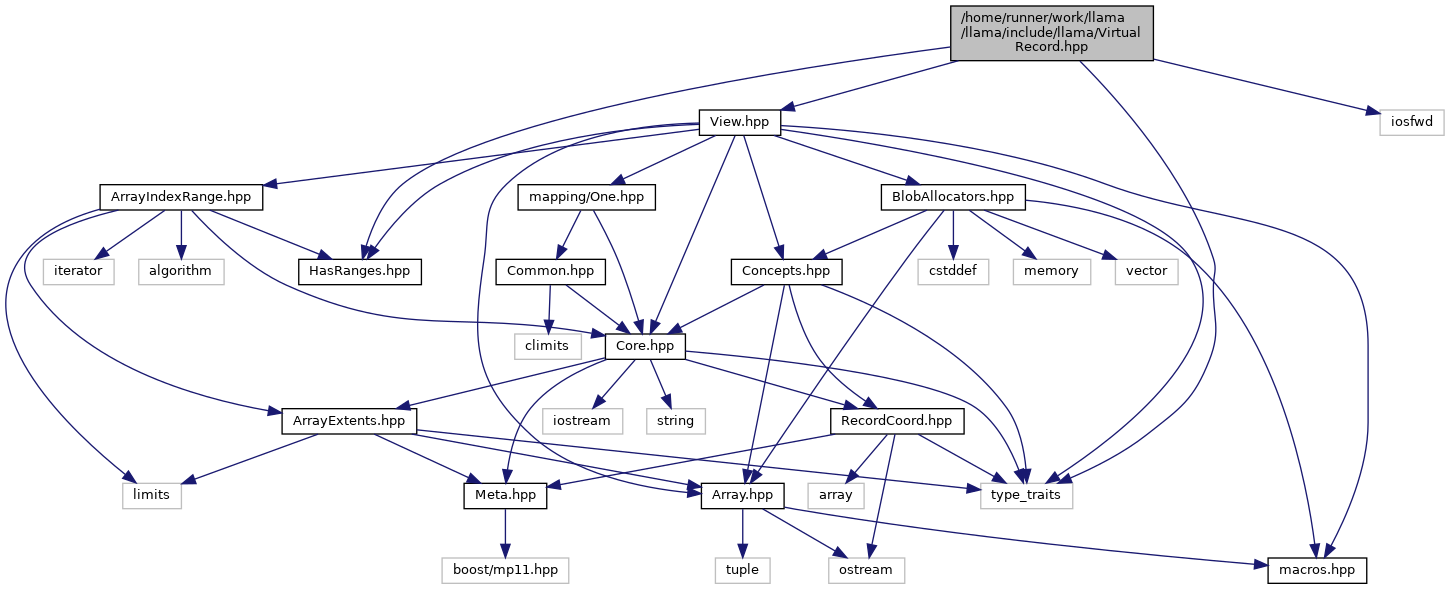 /home/runner/work/llama
/llama/include/llama/Virtual
Record.hpp
View.hpp
iosfwd
ArrayIndexRange.hpp
mapping/One.hpp
BlobAllocators.hpp
iterator
algorithm
HasRanges.hpp
Common.hpp
Concepts.hpp
cstddef
memory
vector
climits
Core.hpp
ArrayExtents.hpp
iostream
string
RecordCoord.hpp
limits
Meta.hpp
Array.hpp
array
type_traits
boost/mp11.hpp
tuple
ostream
macros.hpp